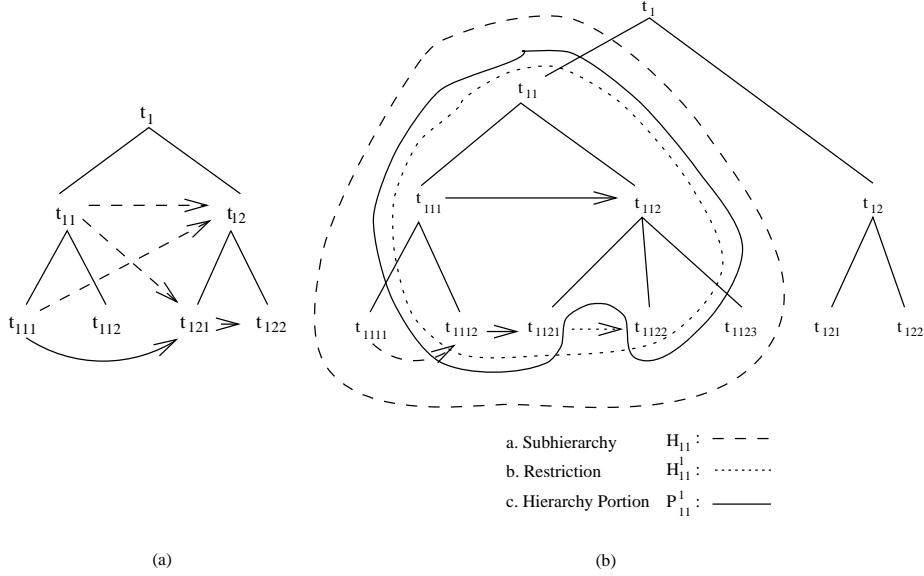 t1
t11 t12
t111 t112 t121 t122
(a)
t1
t11
t111 t112 t12
t1111 t1112 t1121 t1122 t1123 t121 t122
a. Subhierarchy H11 :
b. Restriction H¹11 :
c. Hierarchy Portion P¹11 :
(b)